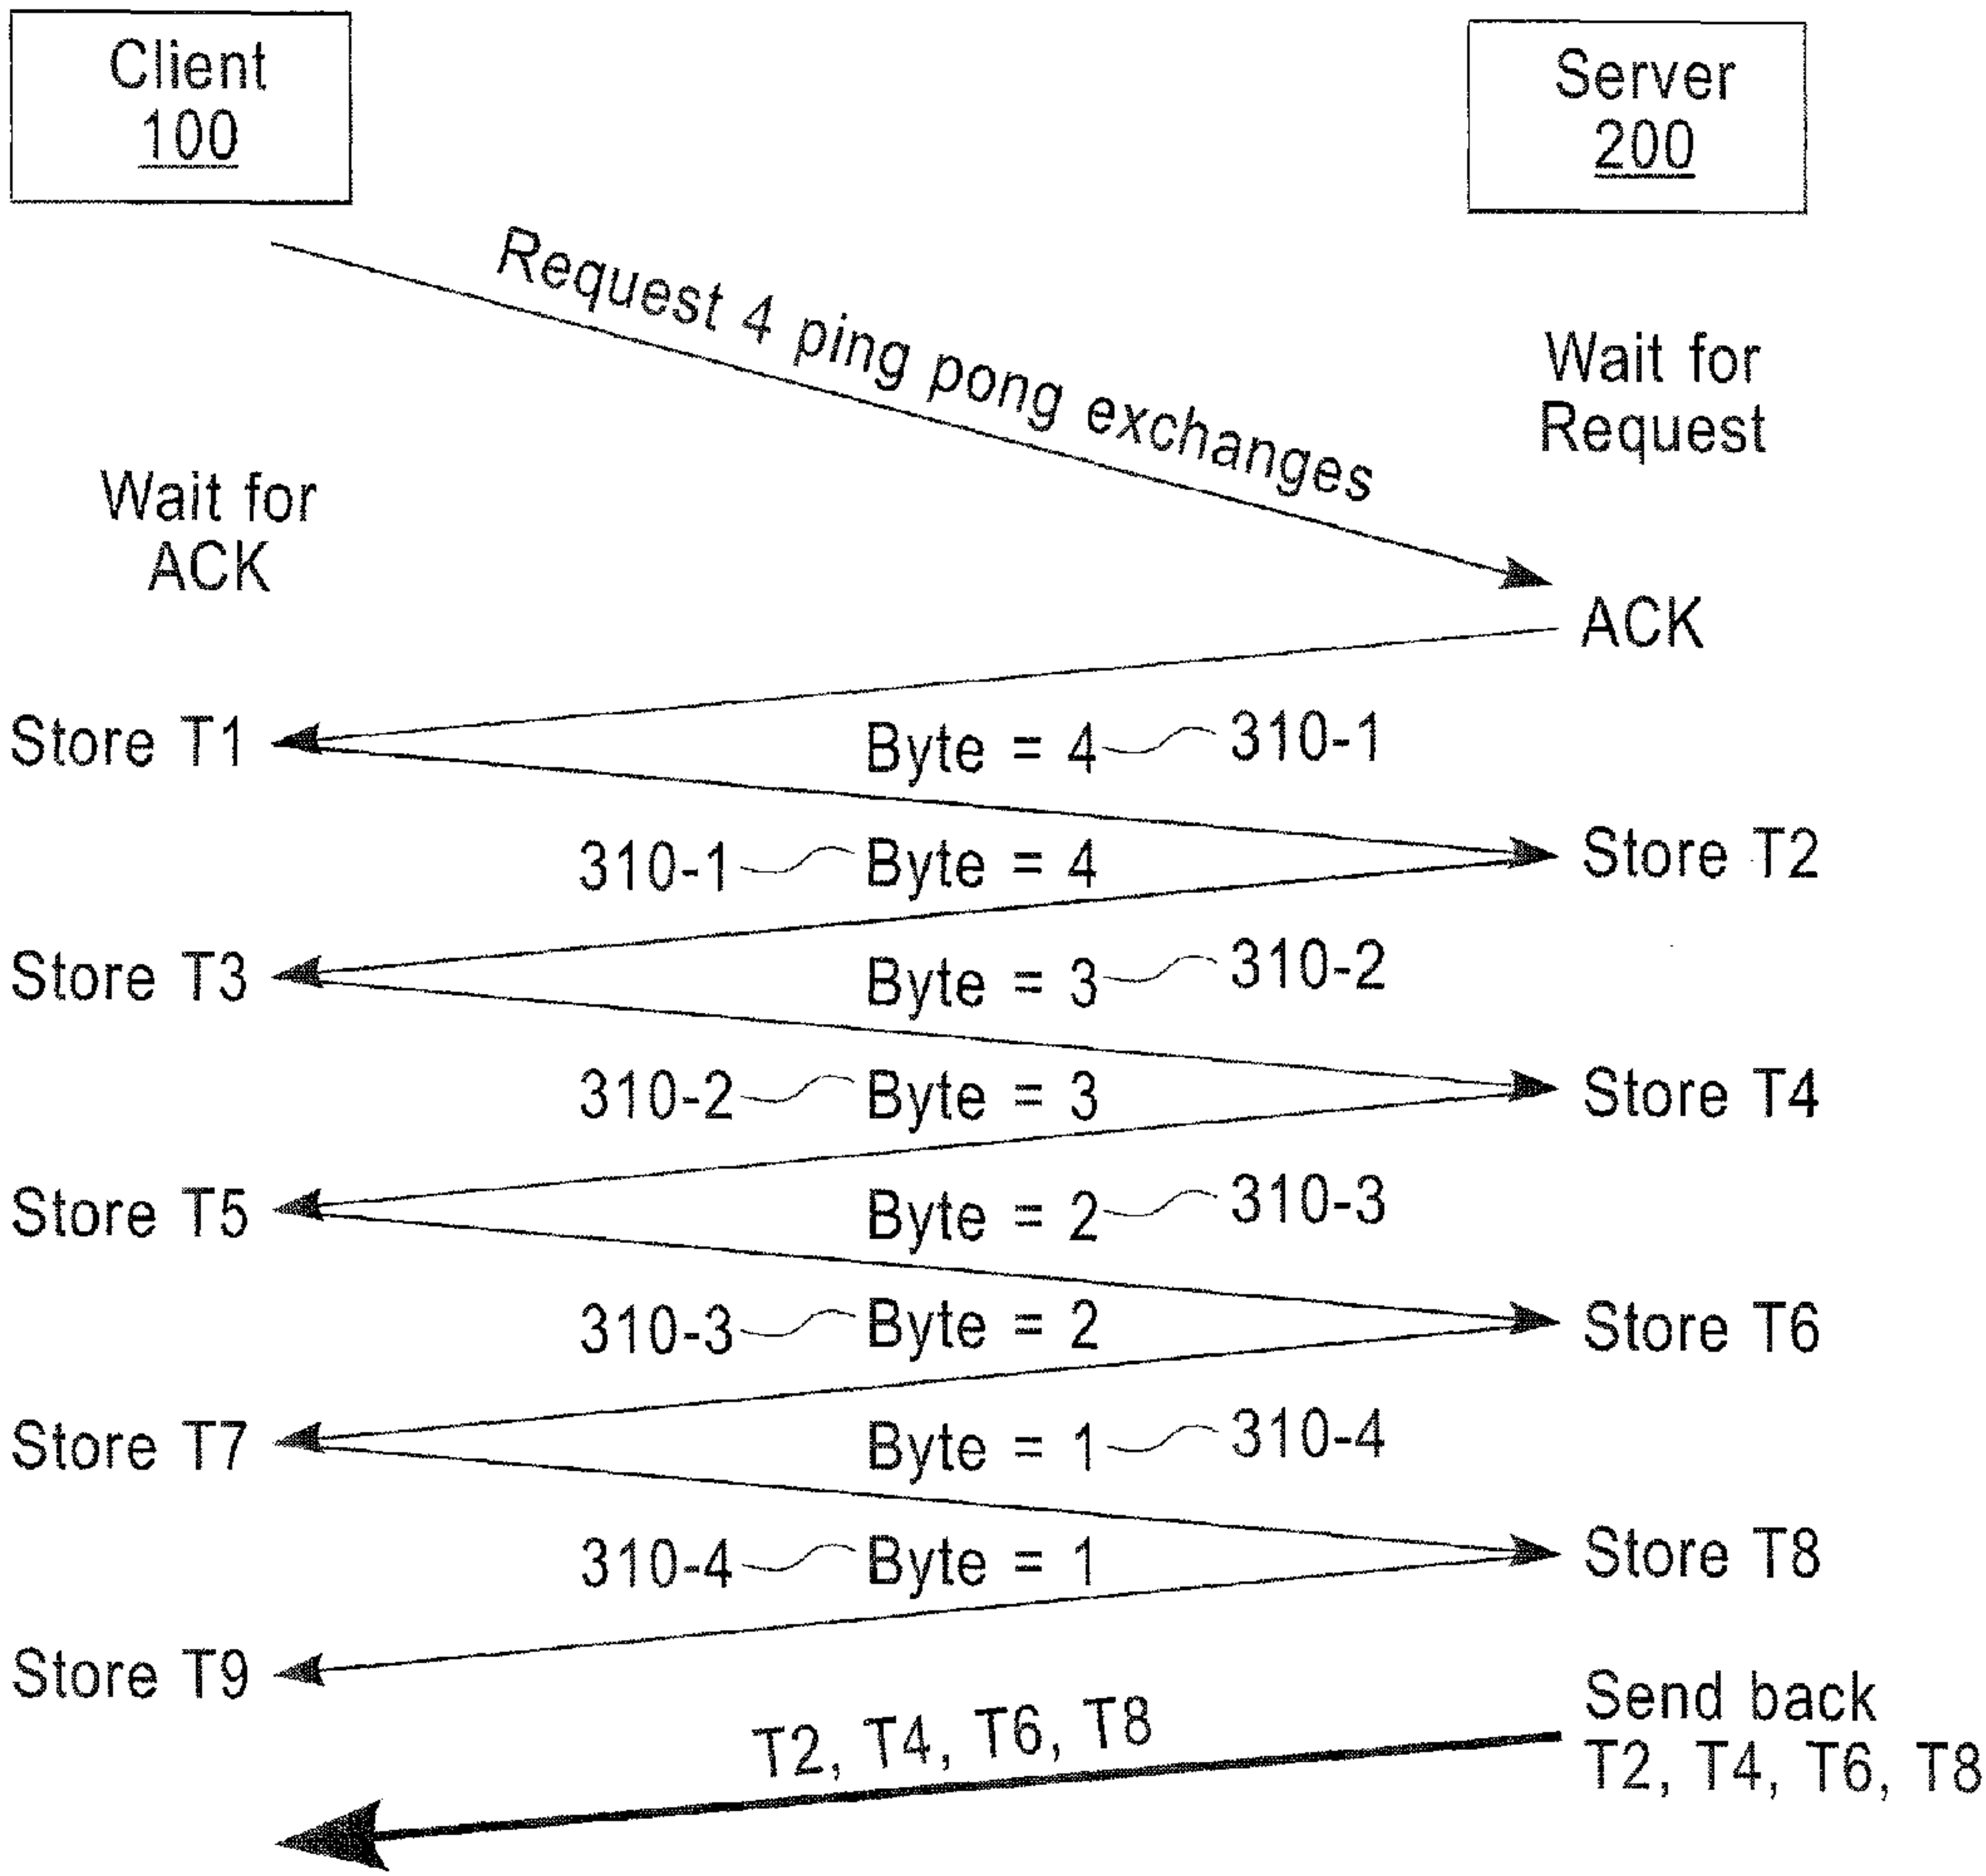 Client
100
Server
200
Request 4 ping pong exchanges
Wait for
Request
Wait for
ACK
ACK
Store T1
Byte = 4
310-1
310-1
Byte = 4
Store T2
Store T3
Byte = 3
310-2
310-2
Byte = 3
Store T4
Store T5
Byte = 2
310-3
310-3
Byte = 2
Store T6
Store T7
Byte = 1
310-4
310-4
Byte = 1
Store T8
Store T9
T2, T4, T6, T8
Send back
T2, T4, T6, T8